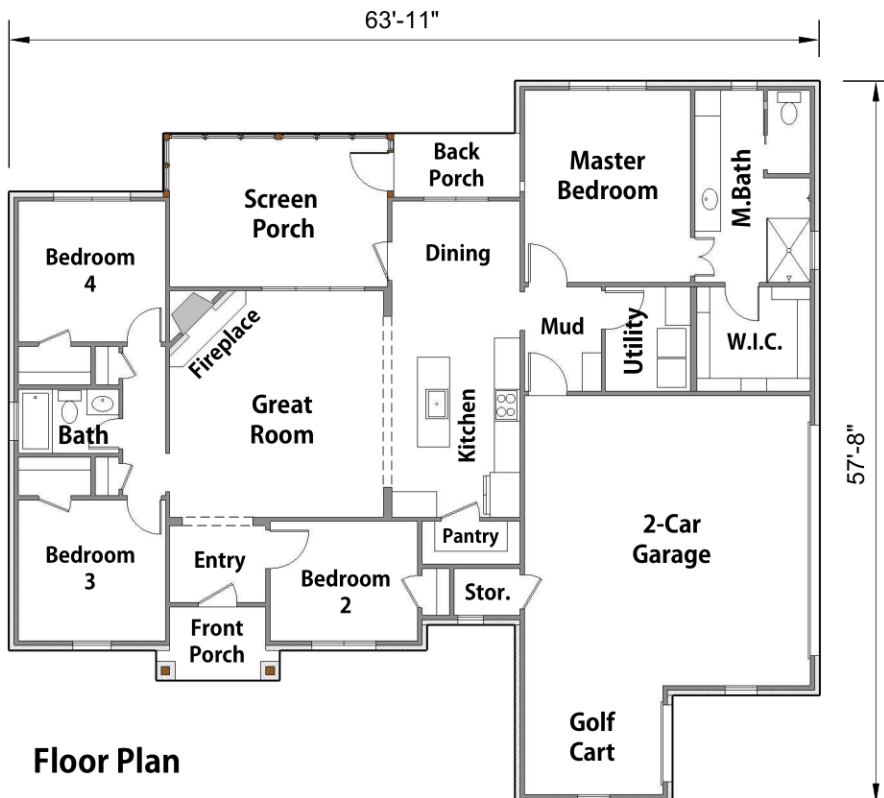 63'-11"
Back
Porch
Master
Bedroom
M.Bath
Screen
Porch
Bedroom
4
Dining
Fireplace
Mud
Utility
W.I.C.
Great
Room
Bath
Kitchen
57'-8"
2-Car
Garage
Pantry
Bedroom
3
Entry
Bedroom
2
Stor.
Front
Porch
Golf
Cart
Floor Plan